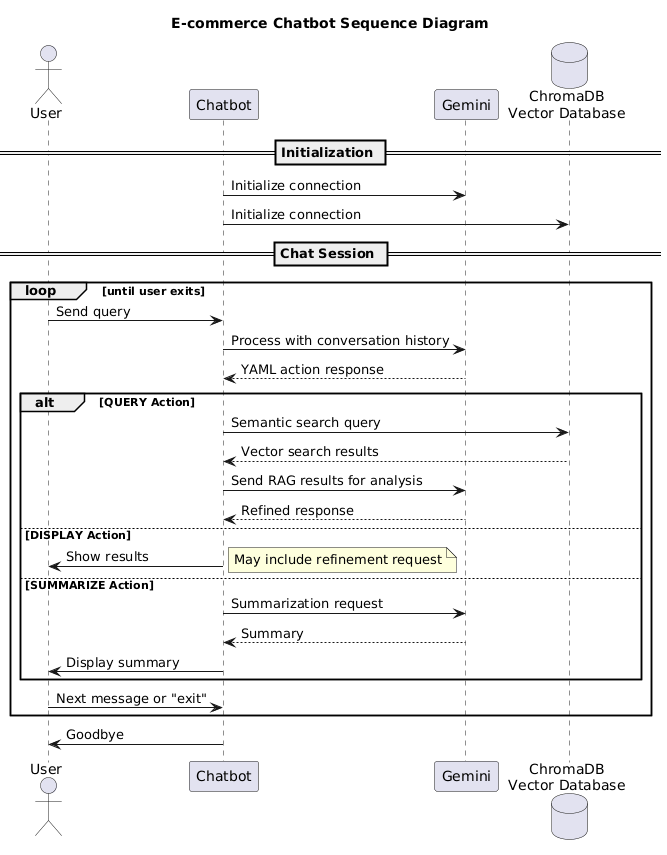 E-commerce Chatbot Sequence Diagram
User
Chatbot
Gemini
ChromaDB
Vector Database
Initialization
Initialize connection
Initialize connection
Chat Session
loop [until user exits]
Send query
Process with conversation history
YAML action response
alt [QUERY Action]
Semantic search query
Vector search results
Send RAG results for analysis
Refined response
[DISPLAY Action]
Show results
May include refinement request
[SUMMARIZE Action]
Summarization request
Summary
Display summary
Next message or "exit"
Goodbye
User
Chatbot
Gemini
ChromaDB
Vector Database